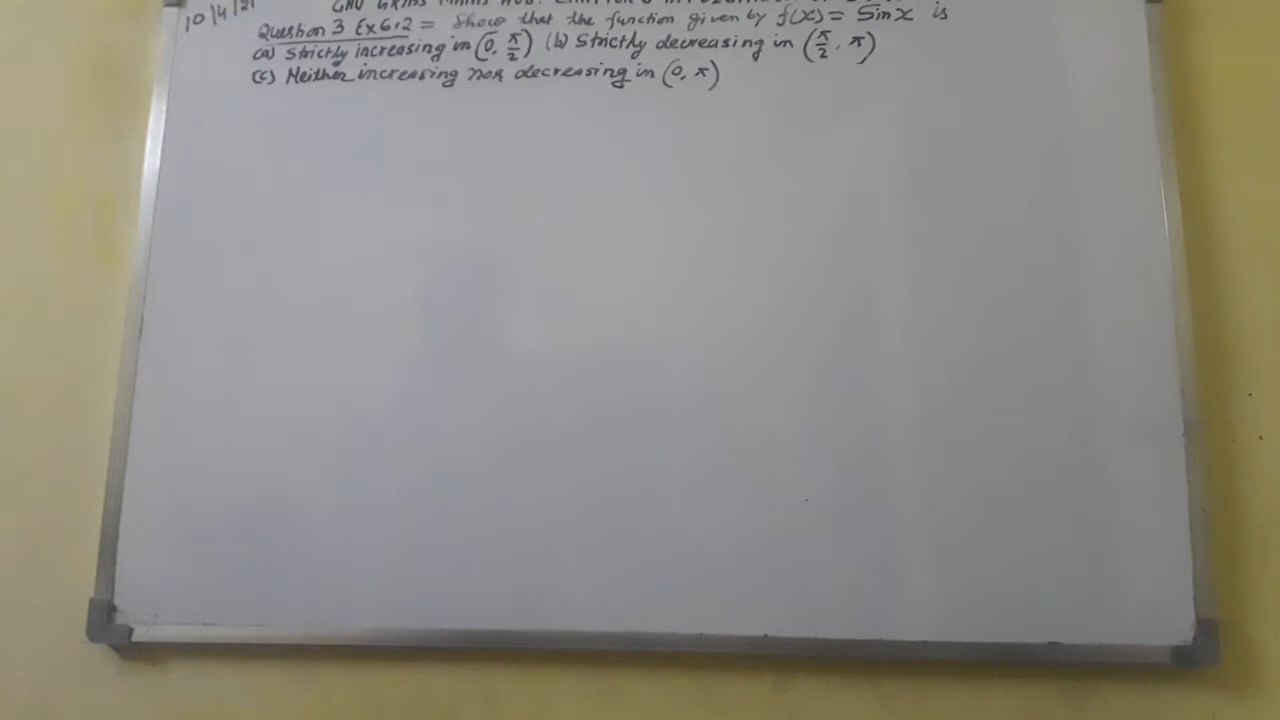 10/4/21
Question 3 Ex 6.2 = Show that the function given by f(x) = Sinx is
(a) Strictly increasing in (0, π/2) (b) Strictly decreasing in (π/2, π)
(c) Neither increasing nor decreasing in (0, π)